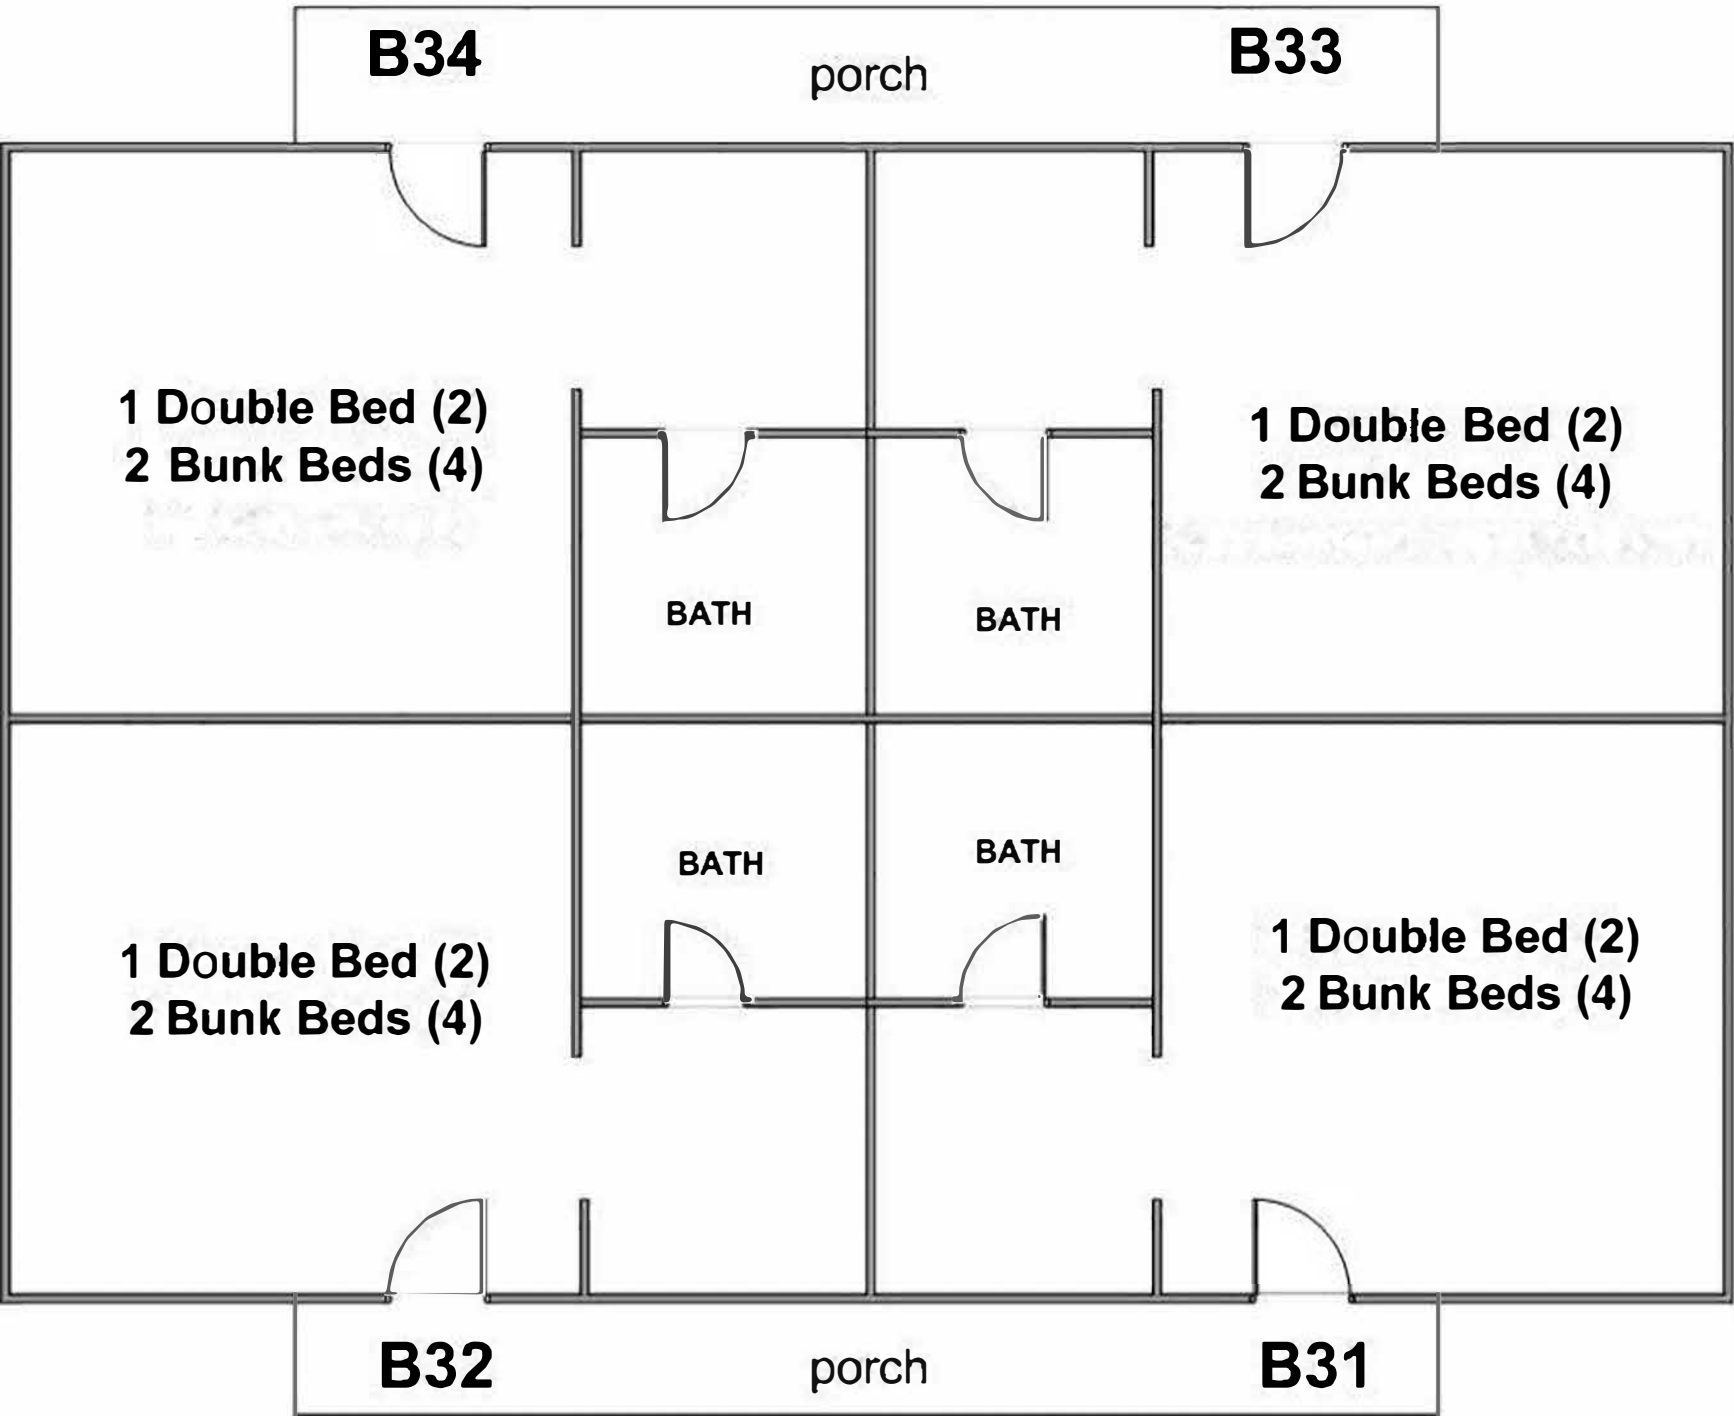 B34
porch
B33
1 Double Bed (2)
2 Bunk Beds (4)
1 Double Bed (2)
2 Bunk Beds (4)
BATH
BATH
BATH
BATH
1 Double Bed (2)
2 Bunk Beds (4)
1 Double Bed (2)
2 Bunk Beds (4)
B32
porch
B31